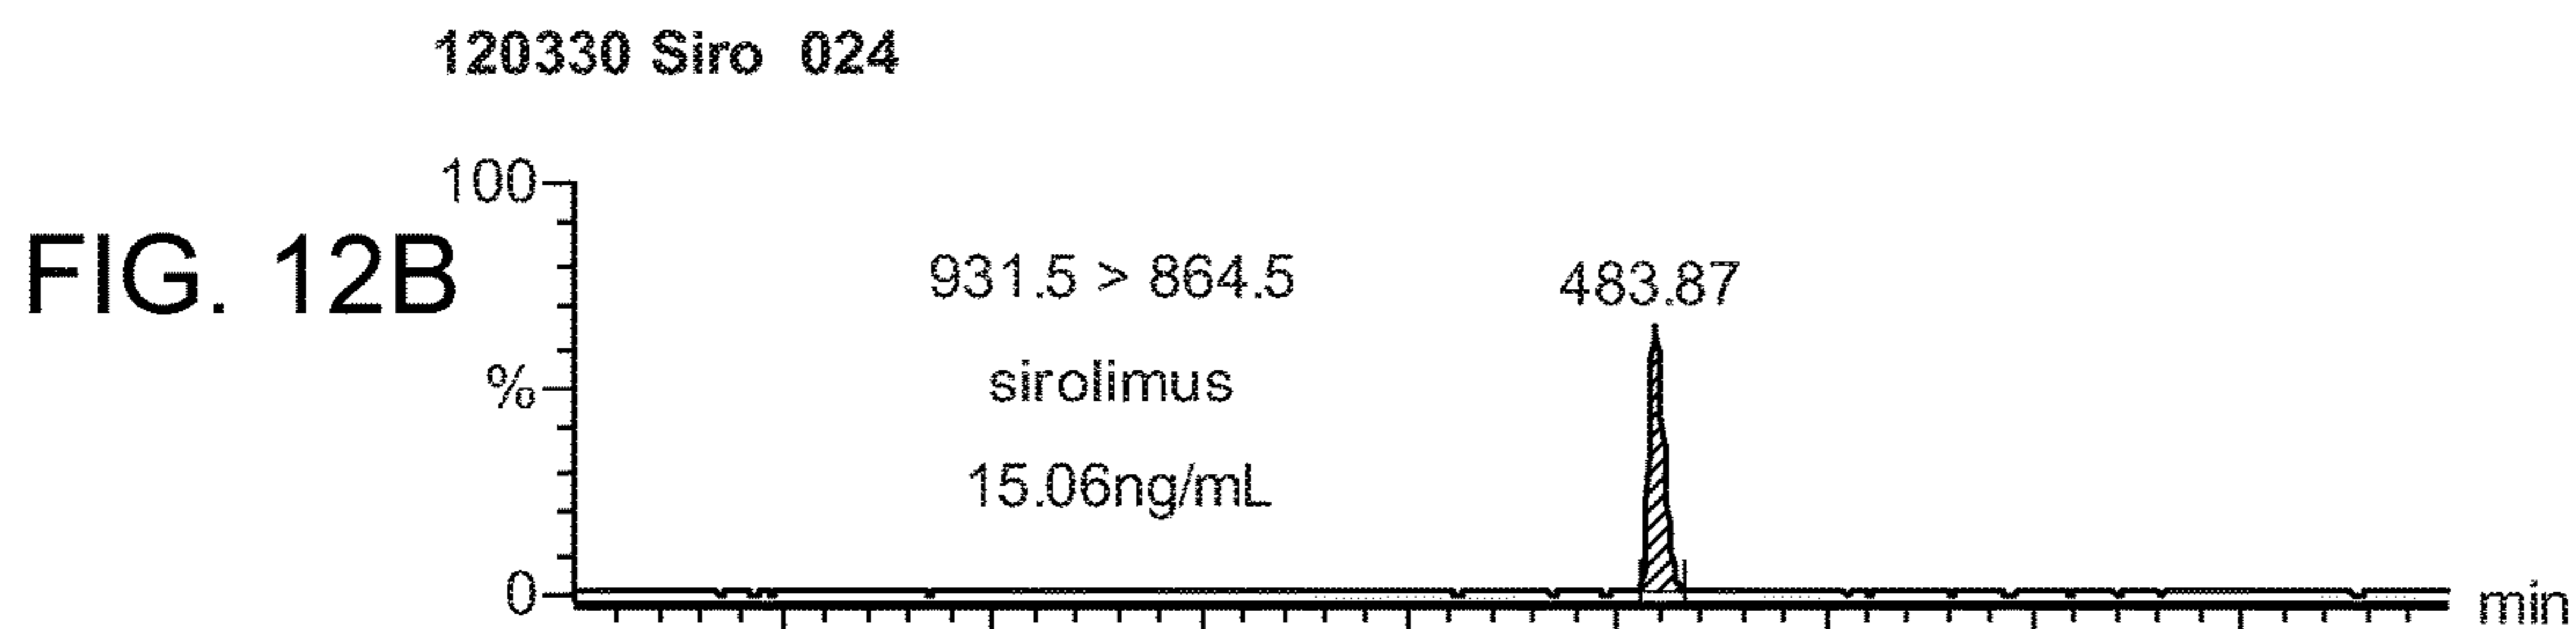 120330 Siro 024
100
FIG. 12B
931.5 > 864.5
483.87
%
sirolimus
15.06ng/mL
0
min